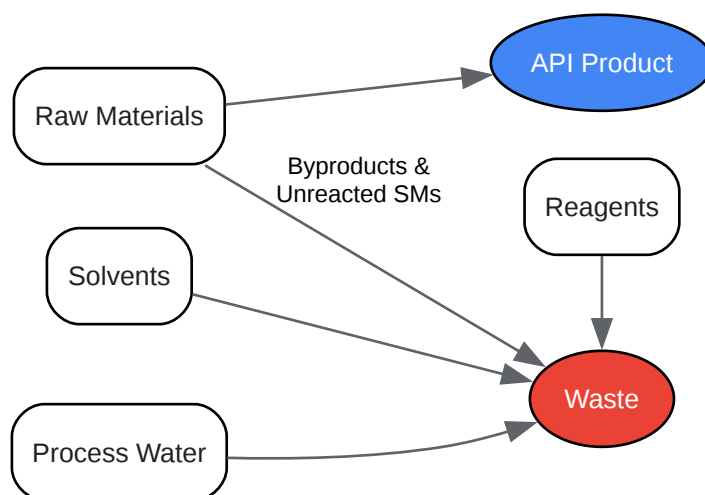 API Product
Raw Materials
Byproducts &
Unreacted SMs
Reagents
Solvents
Waste
Process Water